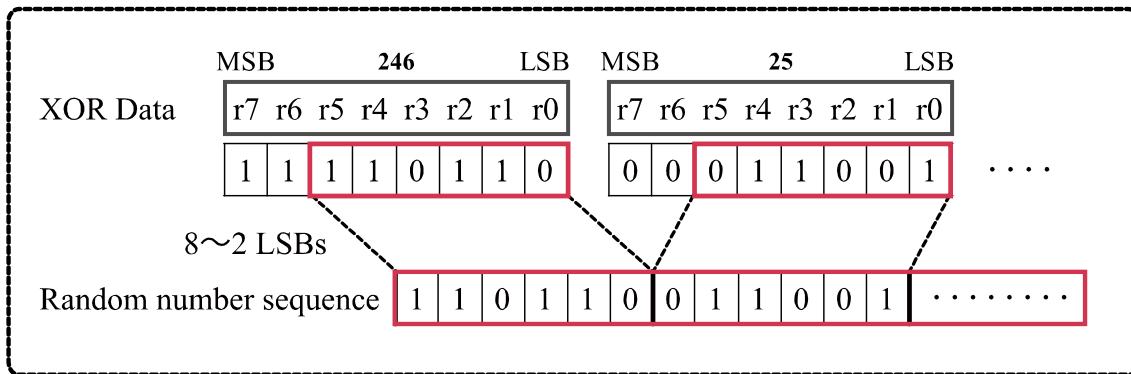 MSB 246 LSB MSB 25 LSB
XOR Data r7 r6 r5 r4 r3 r2 r1 r0 r7 r6 r5 r4 r3 r2 r1 r0
1 1 1 1 0 1 1 0 0 0 0 1 1 0 0 1 ····
8～2 LSBs
Random number sequence 1 1 0 1 1 0 0 1 1 0 0 1 ········